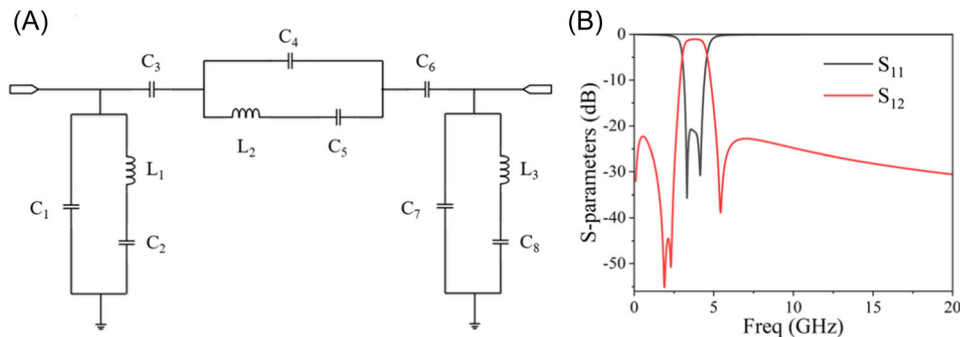 (A)
C4
C3
C6
L2
C5
L1
L3
C1
C7
C2
C8
(B)
0
-10
-20
-30
-40
-50
S-parameters (dB)
S11
S12
0
5
10
15
20
Freq (GHz)